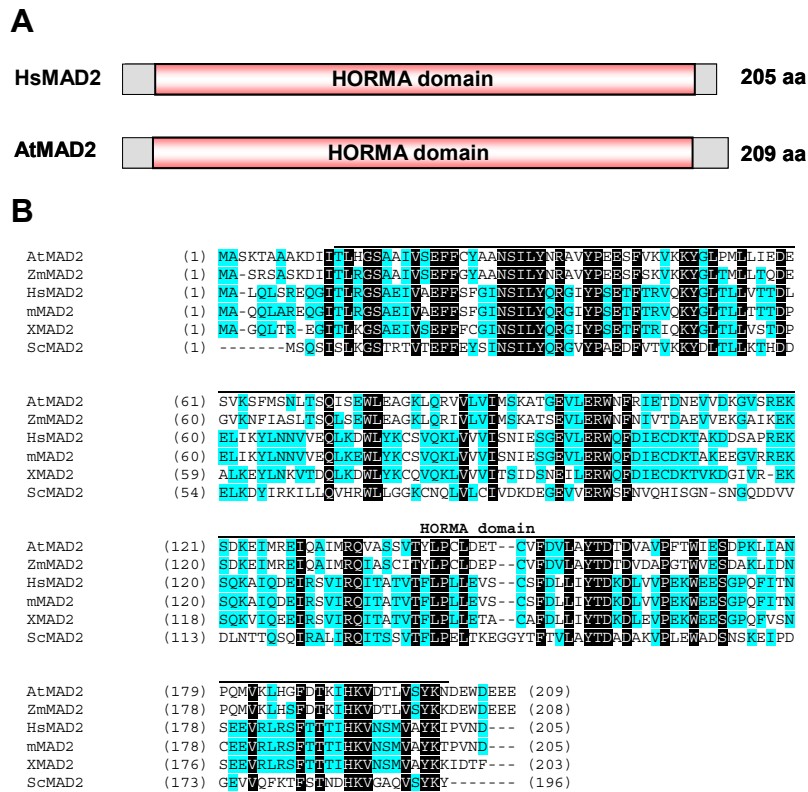 A
HsMAD2 HORMA domain 205 aa
AtMAD2 HORMA domain 209 aa
B
AtMAD2 (1) MASKTAAAKDIITLHGSAAIVSEFFCYAANSILYNRAVYPEESFVKVKKYGLPMLLIEDE
ZmMAD2 (1) MA-SRSASKDIITLRGSAAIVSEFFGYAANSILYNRAVYPEESFSKVKKYGLTMLLTQDE
HsMAD2 (1) MA-LQLSREQGITLRGSAEIVAEFFSFGINSILYQRGIYPSETFTRVQKYGLTLLVTTDL
mMAD2 (1) MA-QQLAREQGITLRGSAEIVAEFFSFGINSILYQRGIYPSETFTRVQKYGLTLLTTTDP
XMAD2 (1) MA-GQLTR-EGITLKGSAEIVSEFFFCGINSILYQRGIYPSETFTRIQKYGLTLLVSTDP
ScMAD2 (1) -------MSQSISLKGSTRTVTEFFEYSINSILYQRGVYPAEDFVTVKKYDLTLLKTHDD
AtMAD2 (61) SVKSFMSNLTSQISEWLEAGKLQRVVLVIMSKATGEVLERWNFRIETDNEVVDKGVSREK
ZmMAD2 (60) GVKNFIASLTSQLSEWLEAGKLQRIVLVIMSKATSEVLERWNFNIVTDAEVVEKGAIKEK
HsMAD2 (60) ELIKYLNNVVEQLKDWLYKCSVQKLVVVISNIESGEVLERWQFDIECDKTAKDDSAPREK
mMAD2 (60) ELIKYLNNVVEQLKEWLYKCSVQKLVVVISNIESGEVLERWQFDIECDKTAKEEGVRREK
XMAD2 (59) ALKEYLNKVTDQLKDWLYKCQVQKLVVVITSIDSNEILERWQFDIECDKTVKDGIVR-EK
ScMAD2 (54) ELKDYIRKILLQVHRWLLGGKCNQLVLCIVDKDEGEVVERWSFNVQHISGN-SNGQDDVV
HORMA domain
AtMAD2 (121) SDKEIMREIQAIMRQVASSVTYLPCLDET--CVFDVLAYTDTDVAVPFTWIESDPKLIAN
ZmMAD2 (120) SDKEIMREIQAIMRQIASCITYLPCLDEP--CVFDVLAYTDTDVDAPGTWVESDAKLIDN
HsMAD2 (120) SQKAIQDEIRSVIRQITATVTFLPLLEVS--CSFDLLIYTDKDLVVPEKWEESGPQFITN
mMAD2 (120) SQKAIQDEIRSVIRQITATVTFLPLLEVS--CSFDLLIYTDKDLVVPEKWEESGPQFITN
XMAD2 (118) SQKVIQEEIRSVIRQITATVTFLPLLETA--CAFDLLIYTDKDLEVPEKWEESGPQFVSN
ScMAD2 (113) DLNTTQSQIRALIRQITSSVTFLPELTKEGGYTFTVLAYTDADAKVPLEWADSNSKEIPD
AtMAD2 (179) PQMVKLHGFDTKIHKVDTLVSYKNDEWDEEE (209)
ZmMAD2 (178) PQMVKLHSFDTKIHKVDTLVSYKKDEWDEEE (208)
HsMAD2 (178) SEEVRLRSFTTTIHKVNSMVAYKIPVND--- (205)
mMAD2 (178) CEEVRLRSFTTTIHKVNSMVAYKTPVND--- (205)
XMAD2 (176) SEEVRLRSFTTTIHKVNSMVAYKKIDTF--- (203)
ScMAD2 (173) GEVVQFKTFSTNDHKVGAQVSYKY------- (196)